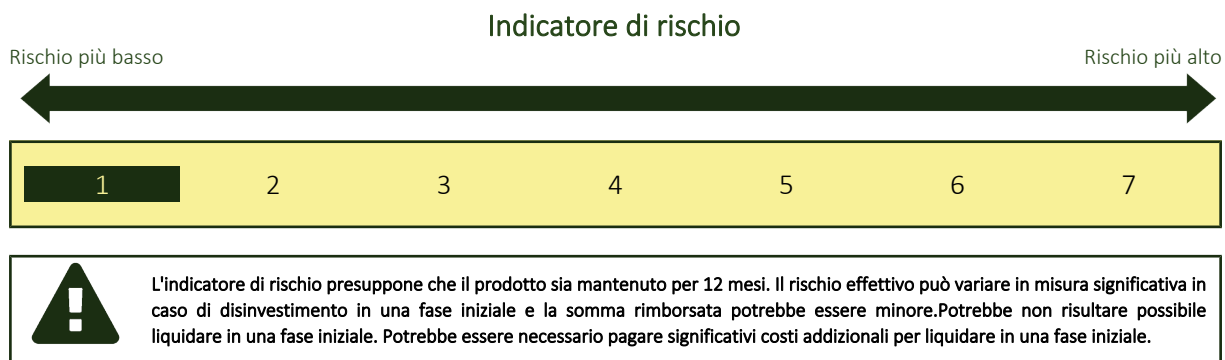 Indicatore di rischio
Rischio più basso Rischio più alto
1 2 3 4 5 6 7
L'indicatore di rischio presuppone che il prodotto sia mantenuto per 12 mesi. Il rischio effettivo può variare in misura significativa in
caso di disinvestimento in una fase iniziale e la somma rimborsata potrebbe essere minore.Potrebbe non risultare possibile
liquidare in una fase iniziale. Potrebbe essere necessario pagare significativi costi addizionali per liquidare in una fase iniziale.